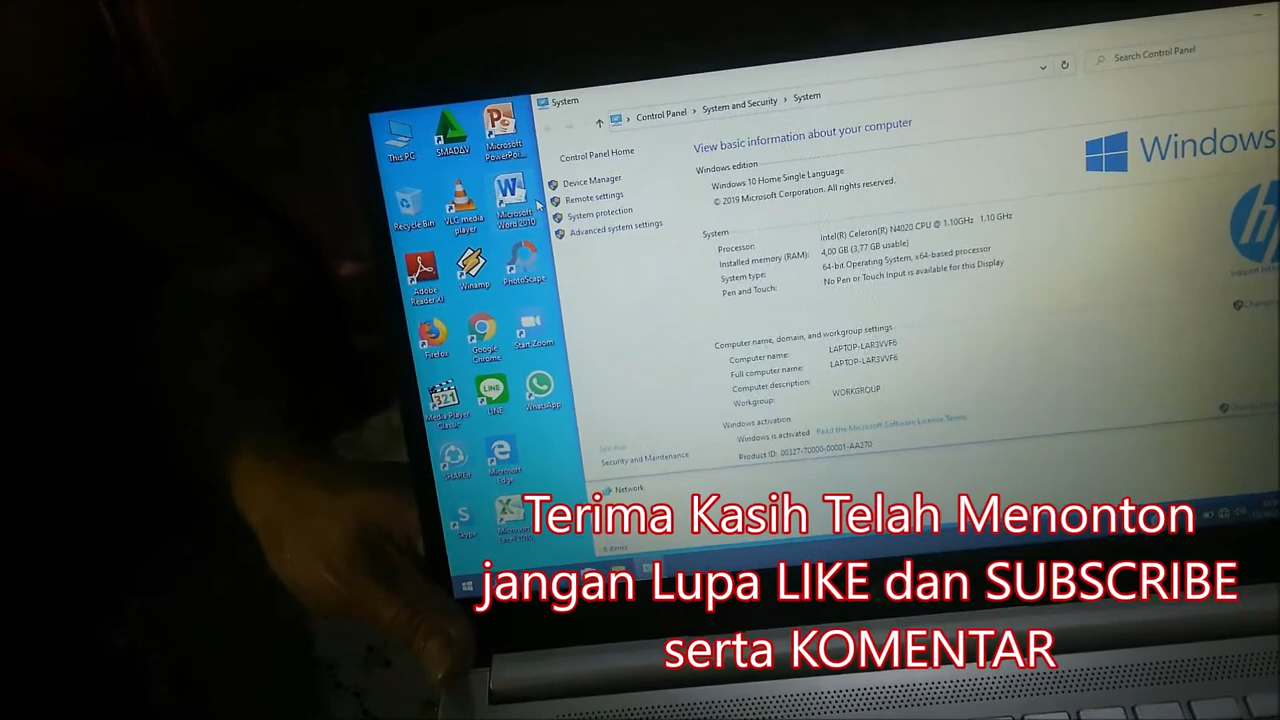 System
Control Panel › System and Security › System
Search Control Panel
This PC
SMADAV
Microsoft PowerPoi...
Recycle Bin
VLC media player
Microsoft Word 2010
Adobe Reader XI
Winamp
PhotoScape
Firefox
Google Chrome
Start Zoom
Media Player Classic
LINE
WhatsApp
SHAREit
Microsoft Edge
Skype
Microsoft Excel 2010
Control Panel Home
Device Manager
Remote settings
System protection
Advanced system settings
See also
Security and Maintenance
View basic information about your computer
Windows edition
Windows 10 Home Single Language
© 2019 Microsoft Corporation. All rights reserved.
Windows
System
Processor: Intel(R) Celeron(R) N4020 CPU @ 1.10GHz 1.10 GHz
Installed memory (RAM): 4,00 GB (3,77 GB usable)
System type: 64-bit Operating System, x64-based processor
Pen and Touch: No Pen or Touch Input is available for this Display
hp
Computer name, domain, and workgroup settings
Computer name: LAPTOP-LAR3VVF6
Full computer name: LAPTOP-LAR3VVF6
Computer description:
Workgroup: WORKGROUP
Windows activation
Windows is activated Read the Microsoft Software License Terms
Product ID: 00327-70000-00001-AA270
Network
8 items
Terima Kasih Telah Menonton
jangan Lupa LIKE dan SUBSCRIBE
serta KOMENTAR